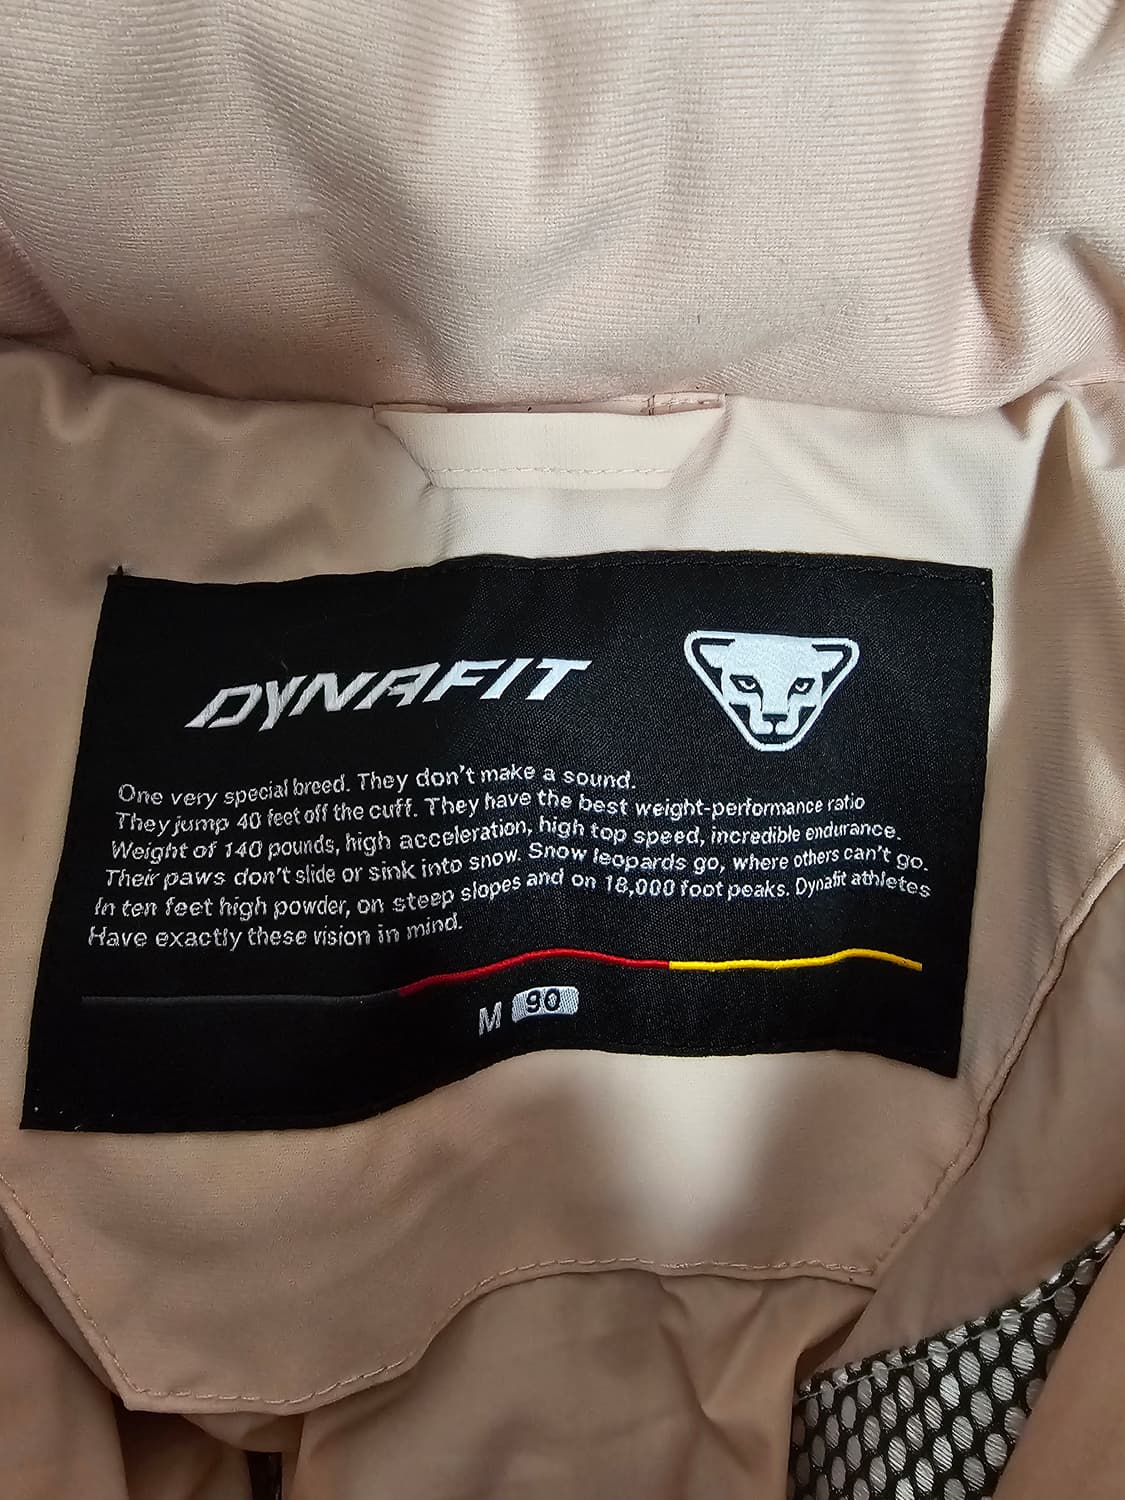 DYNAFIT
One very special breed. They don't make a sound.
They jump 40 feet off the cuff. They have the best weight-performance ratio
Weight of 140 pounds, high acceleration, high top speed, incredible endurance.
Their paws don't slide or sink into snow. Snow leopards go, where others can't go.
In ten feet high powder, on steep slopes and on 18,000 foot peaks. Dynafit athletes
Have exactly these vision in mind.
M 90